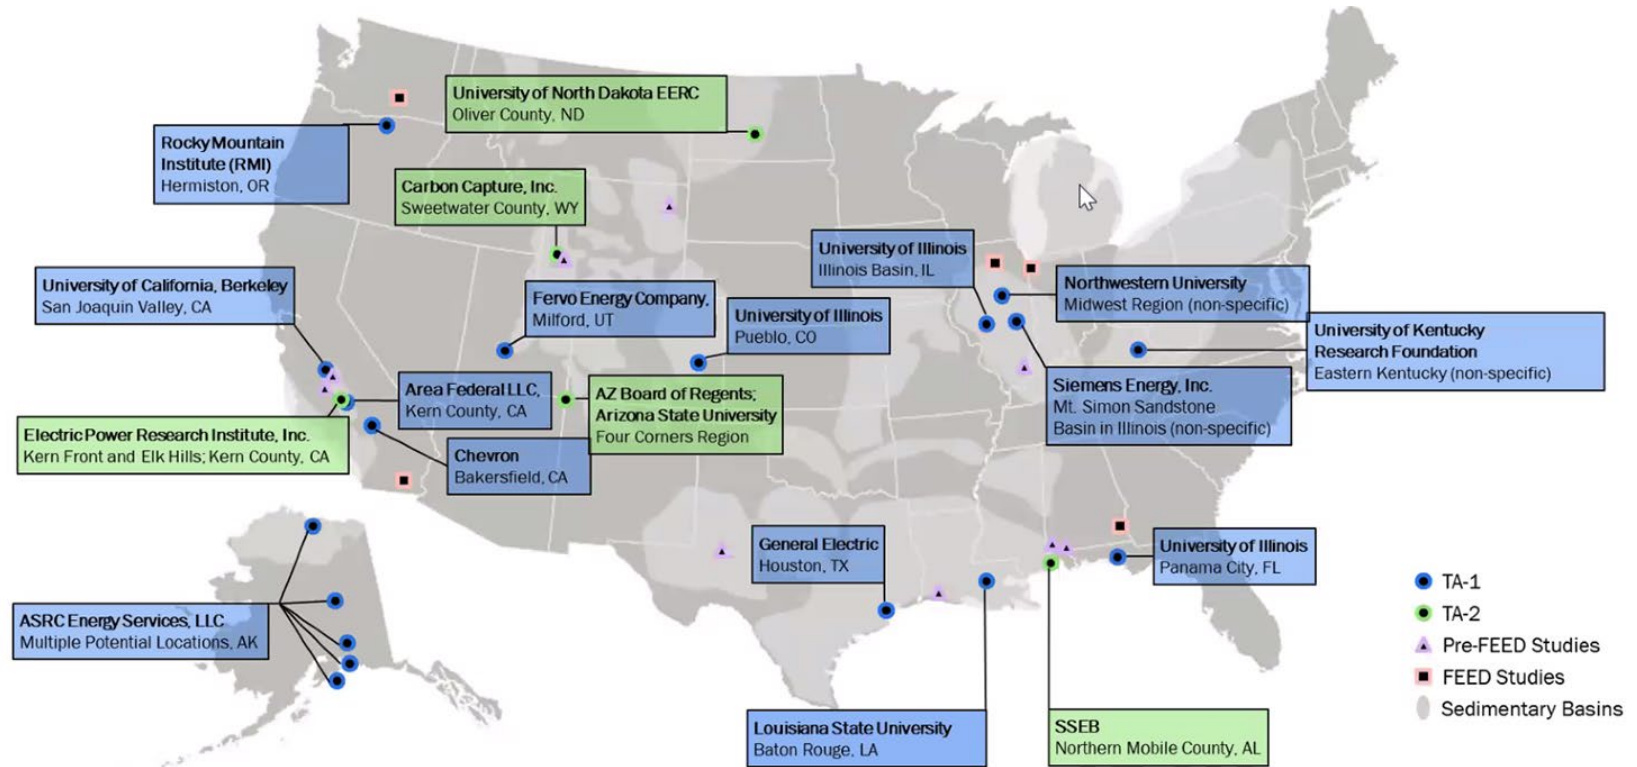 University of North Dakota EERC
Oliver County, ND
Rocky Mountain
Institute (RMI)
Hermiston, OR
Carbon Capture, Inc.
Sweetwater County, WY
University of Illinois
Illinois Basin, IL
University of California, Berkeley
San Joaquin Valley, CA
Fervo Energy Company,
Milford, UT
University of Illinois
Pueblo, CO
Northwestern University
Midwest Region (non-specific)
University of Kentucky
Research Foundation
Eastern Kentucky (non-specific)
Area Federal LLC,
Kern County, CA
AZ Board of Regents;
Arizona State University
Four Corners Region
Siemens Energy, Inc.
Mt. Simon Sandstone
Basin in Illinois (non-specific)
Electric Power Research Institute, Inc.
Kern Front and Elk Hills; Kern County, CA
Chevron
Bakersfield, CA
General Electric
Houston, TX
University of Illinois
Panama City, FL
ASRC Energy Services, LLC
Multiple Potential Locations, AK
Louisiana State University
Baton Rouge, LA
SSEB
Northern Mobile County, AL
TA-1
TA-2
Pre-FEED Studies
FEED Studies
Sedimentary Basins